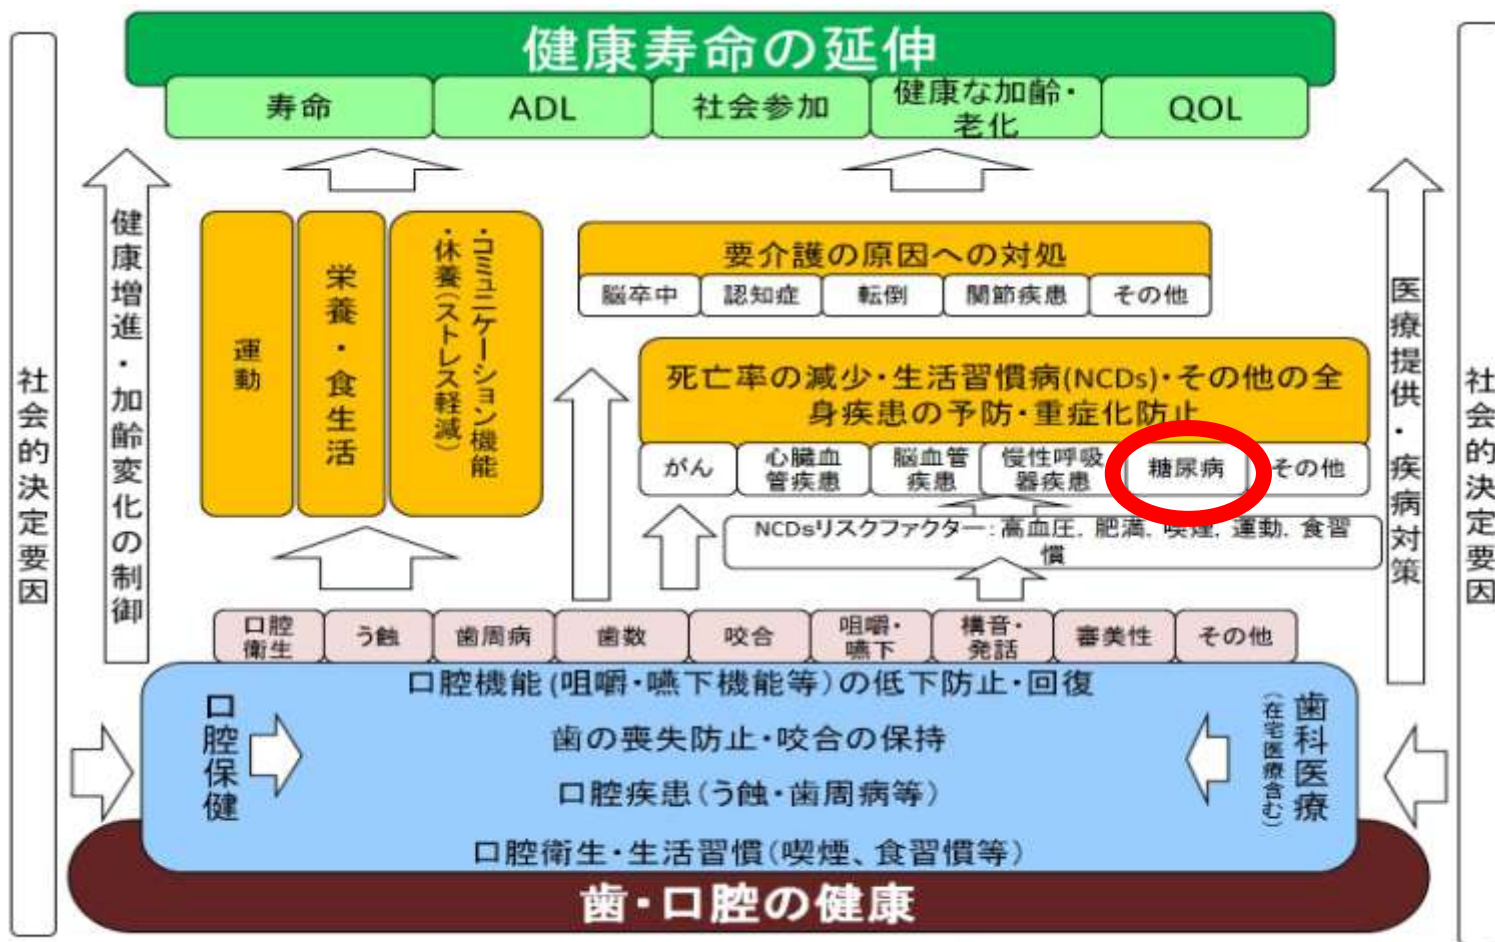 健康寿命の延伸
寿命
ADL
社会参加
健康な加齢・
老化
QOL
社会的決定要因
健康増進・加齢変化の制御
運動
栄養・食生活
・コミュニケーション機能
・休養(ストレス軽減)
要介護の原因への対処
脳卒中
認知症
転倒
関節疾患
その他
死亡率の減少・生活習慣病(NCDs)・その他の全
身疾患の予防・重症化防止
がん
心臓血
管疾患
脳血管
疾患
慢性呼吸
器疾患
糖尿病
その他
NCDsリスクファクター:高血圧, 肥満, 喫煙, 運動, 食習
慣
医療提供・疾病対策
社会的決定要因
口腔
衛生
う蝕
歯周病
歯数
咬合
咀嚼・
嚥下
構音・
発話
審美性
その他
口腔機能(咀嚼・嚥下機能等)の低下防止・回復
歯の喪失防止・咬合の保持
口腔疾患(う蝕・歯周病等)
口腔衛生・生活習慣(喫煙、食習慣等)
口腔保健
歯科医療
(在宅医療含む)
歯・口腔の健康